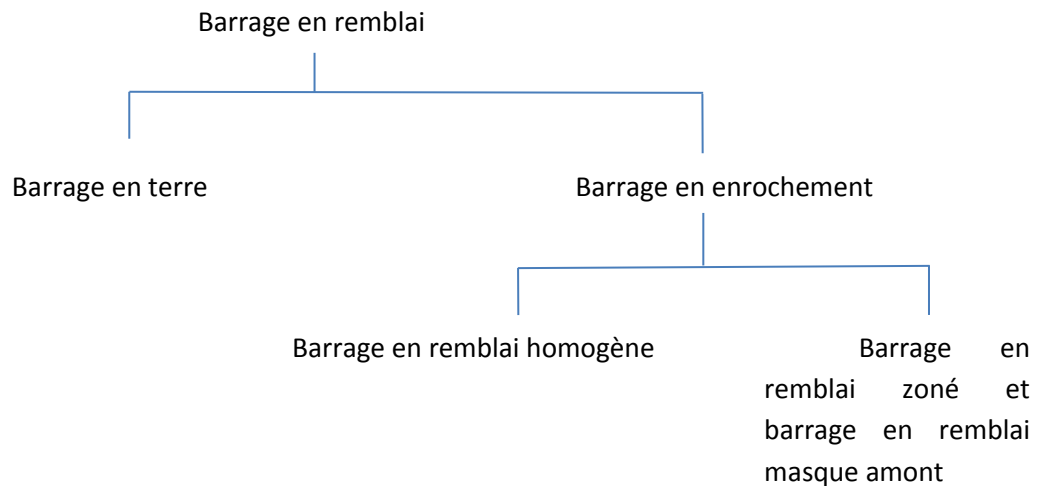 Barrage en remblai
Barrage en terre
Barrage en enrochement
Barrage en remblai homogène
Barrage en
remblai zoné et
barrage en remblai
masque amont